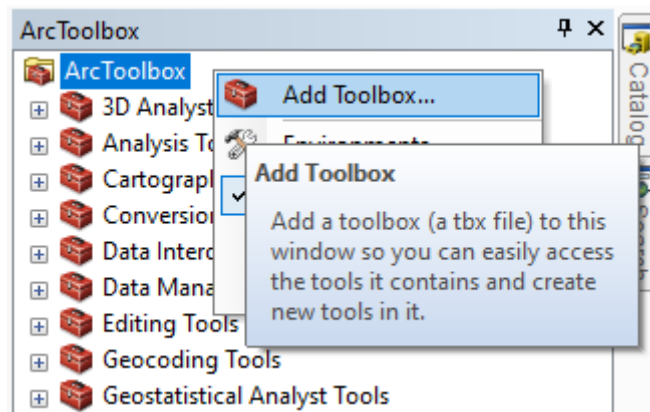 ArcToolbox
ArcToolbox
Add Toolbox...
3D Analyst
Analysis To
Cartograph
Conversion
Data Interc
Data Mana
Editing Tools
Geocoding Tools
Geostatistical Analyst Tools
Environments
Add Toolbox
Add a toolbox (a tbx file) to this
window so you can easily access
the tools it contains and create
new tools in it.
Catalog